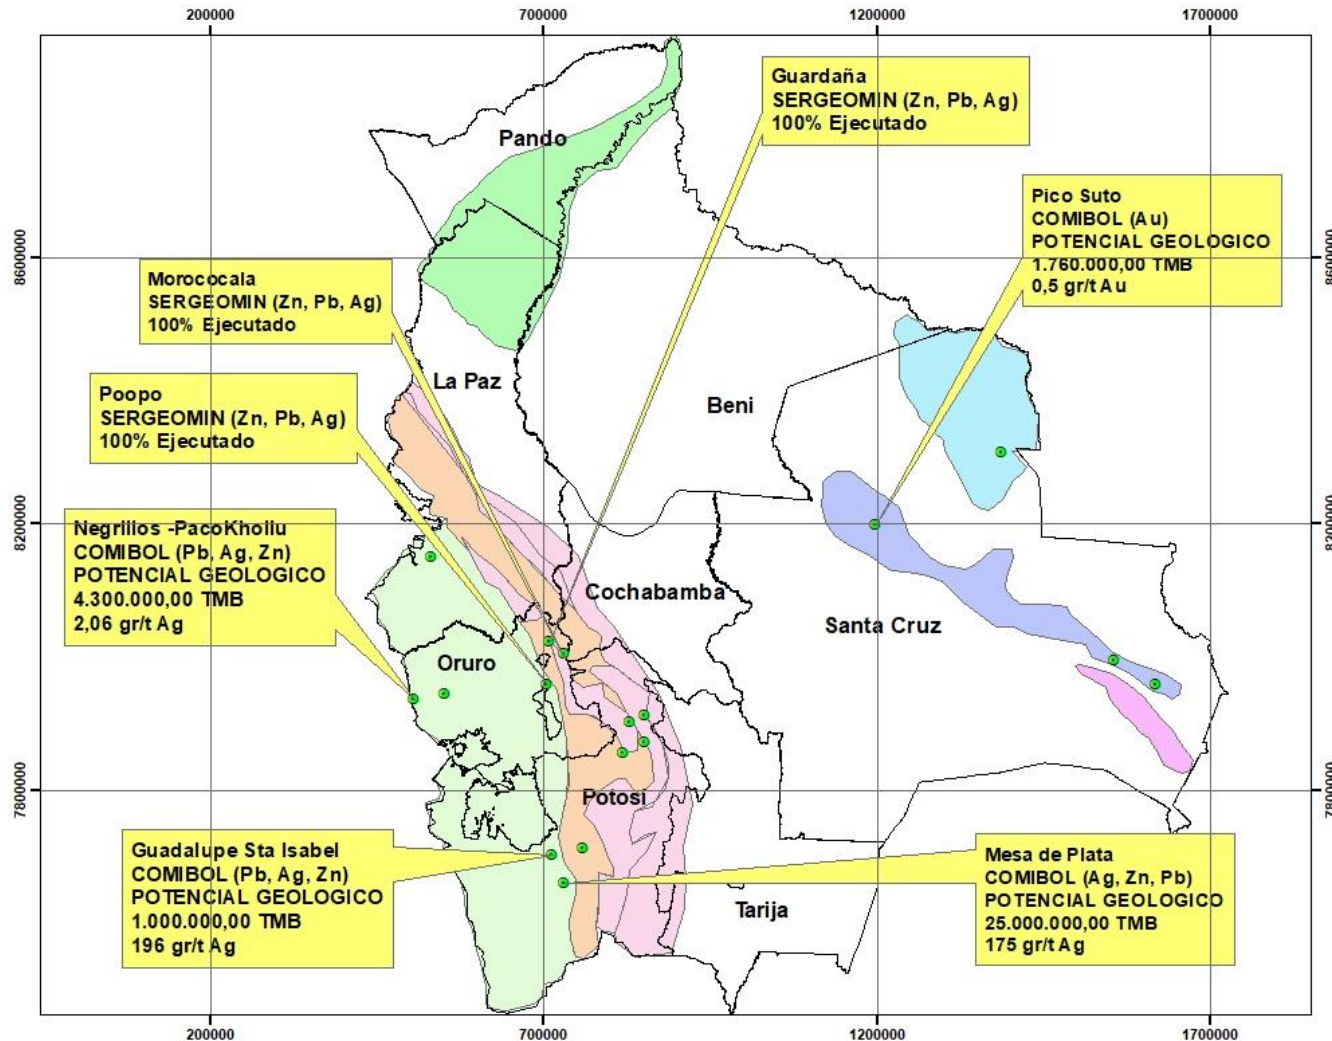 200000
700000
1200000
1700000
Guardaña
SERGEOMIN (Zn, Pb, Ag)
100% Ejecutado
Pando
Pico Suto
COMIBOL (Au)
POTENCIAL GEOLOGICO
1.760.000,00 TMB
0,5 gr/t Au
8600000
8600000
Morococala
SERGEOMIN (Zn, Pb, Ag)
100% Ejecutado
La Paz
Beni
Poopo
SERGEOMIN (Zn, Pb, Ag)
100% Ejecutado
8200000
8200000
Negrillos -PacoKhollu
COMIBOL (Pb, Ag, Zn)
POTENCIAL GEOLOGICO
4.300.000,00 TMB
2,06 gr/t Ag
Cochabamba
Santa Cruz
Oruro
7800000
7800000
Potosí
Guadalupe Sta Isabel
COMIBOL (Pb, Ag, Zn)
POTENCIAL GEOLOGICO
1.000.000,00 TMB
196 gr/t Ag
Mesa de Plata
COMIBOL (Ag, Zn, Pb)
POTENCIAL GEOLOGICO
25.000.000,00 TMB
175 gr/t Ag
Tarija
200000
700000
1200000
1700000